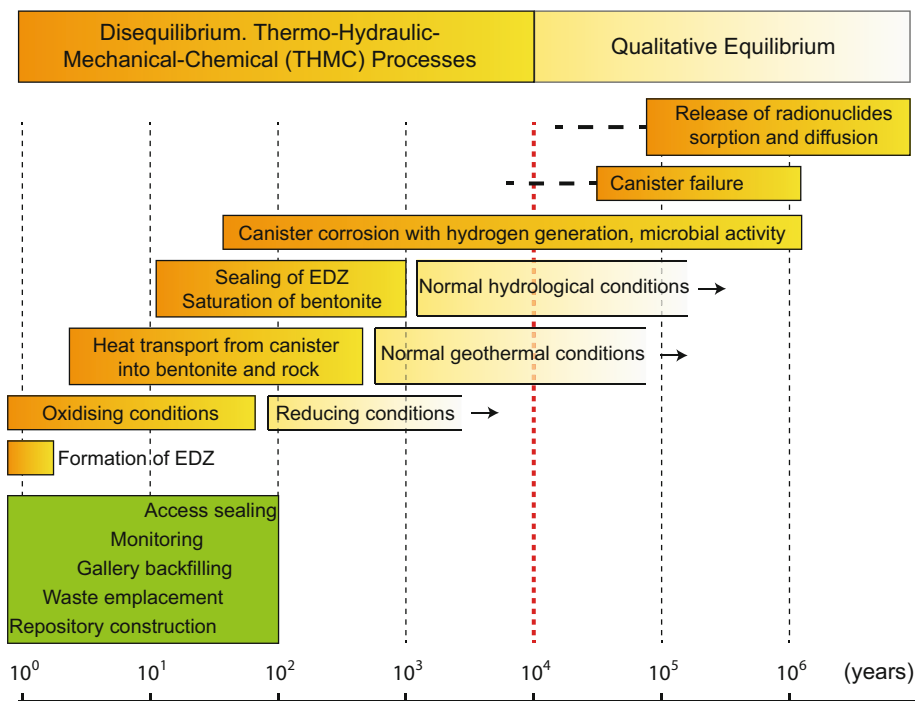 Disequilibrium. Thermo-Hydraulic-
Mechanical-Chemical (THMC) Processes
Qualitative Equilibrium
Release of radionuclides
sorption and diffusion
Canister failure
Canister corrosion with hydrogen generation, microbial activity
Sealing of EDZ
Saturation of bentonite
Normal hydrological conditions
Heat transport from canister
into bentonite and rock
Normal geothermal conditions
Oxidising conditions
Reducing conditions
Formation of EDZ
Access sealing
Monitoring
Gallery backfilling
Waste emplacement
Repository construction
10⁰ 10¹ 10² 10³ 10⁴ 10⁵ 10⁶ (years)